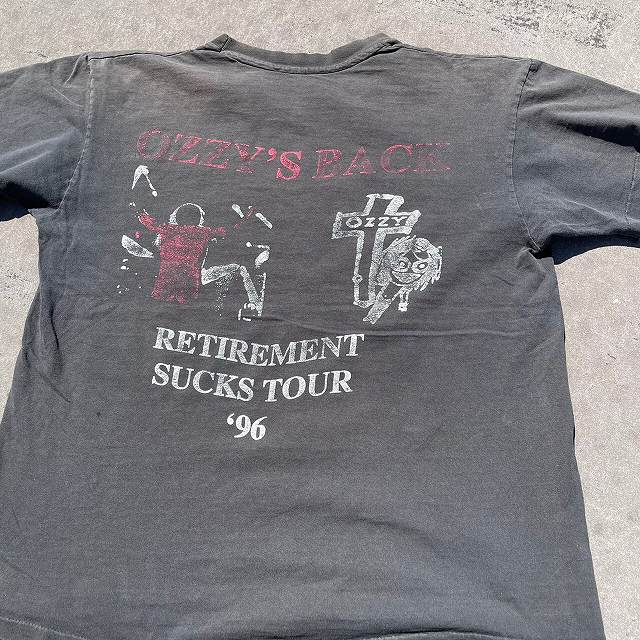 OZZY'S BACK
OZZY
RETIREMENT
SUCKS TOUR
'96